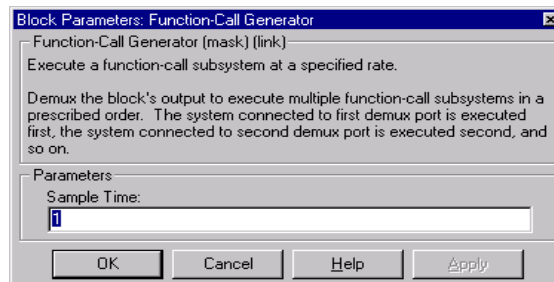 Block Parameters: Function-Call Generator
Function-Call Generator (mask) (link)
Execute a function-call subsystem at a specified rate.
Demux the block's output to execute multiple function-call subsystems in a
prescribed order. The system connected to first demux port is executed
first, the system connected to second demux port is executed second, and
so on.
Parameters
Sample Time:
1
OK Cancel Help Apply